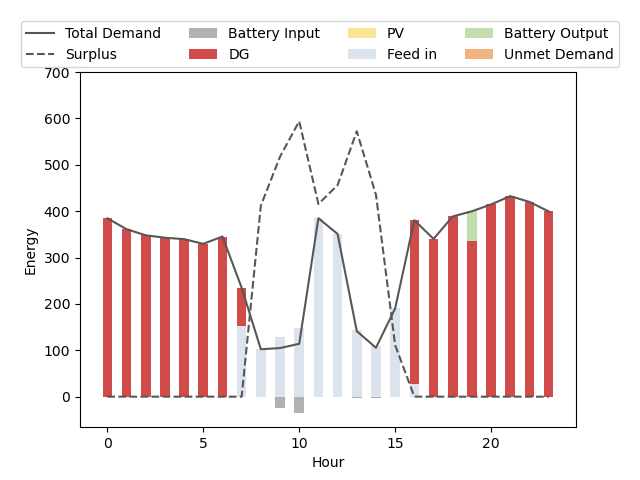 Total Demand Battery Input PV Battery Output
Surplus DG Feed in Unmet Demand
700
600
500
400
300
200
100
0
Energy
0 5 10 15 20
Hour